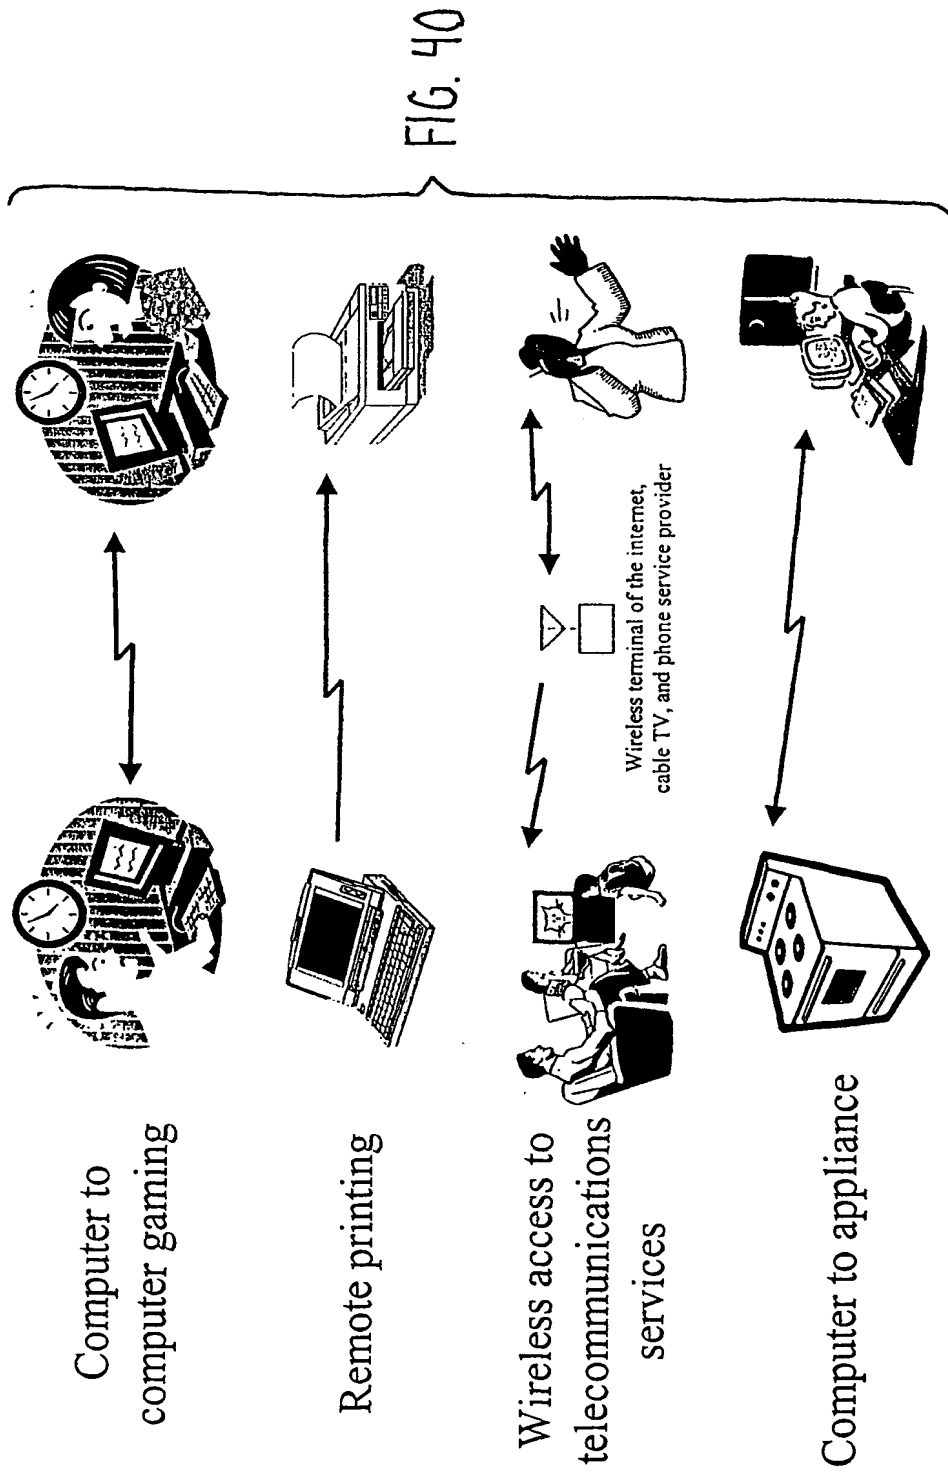 Computer to
computer gaming
Remote printing
Wireless access to
telecommunications
services
Wireless terminal of the internet,
cable TV, and phone service provider
Computer to appliance
FIG. 40